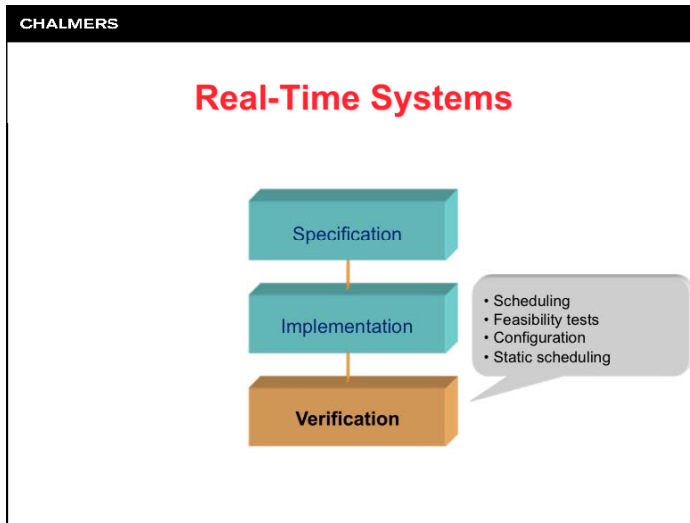 CHALMERS
Real-Time Systems
Specification
Implementation
• Scheduling
• Feasibility tests
• Configuration
• Static scheduling
Verification